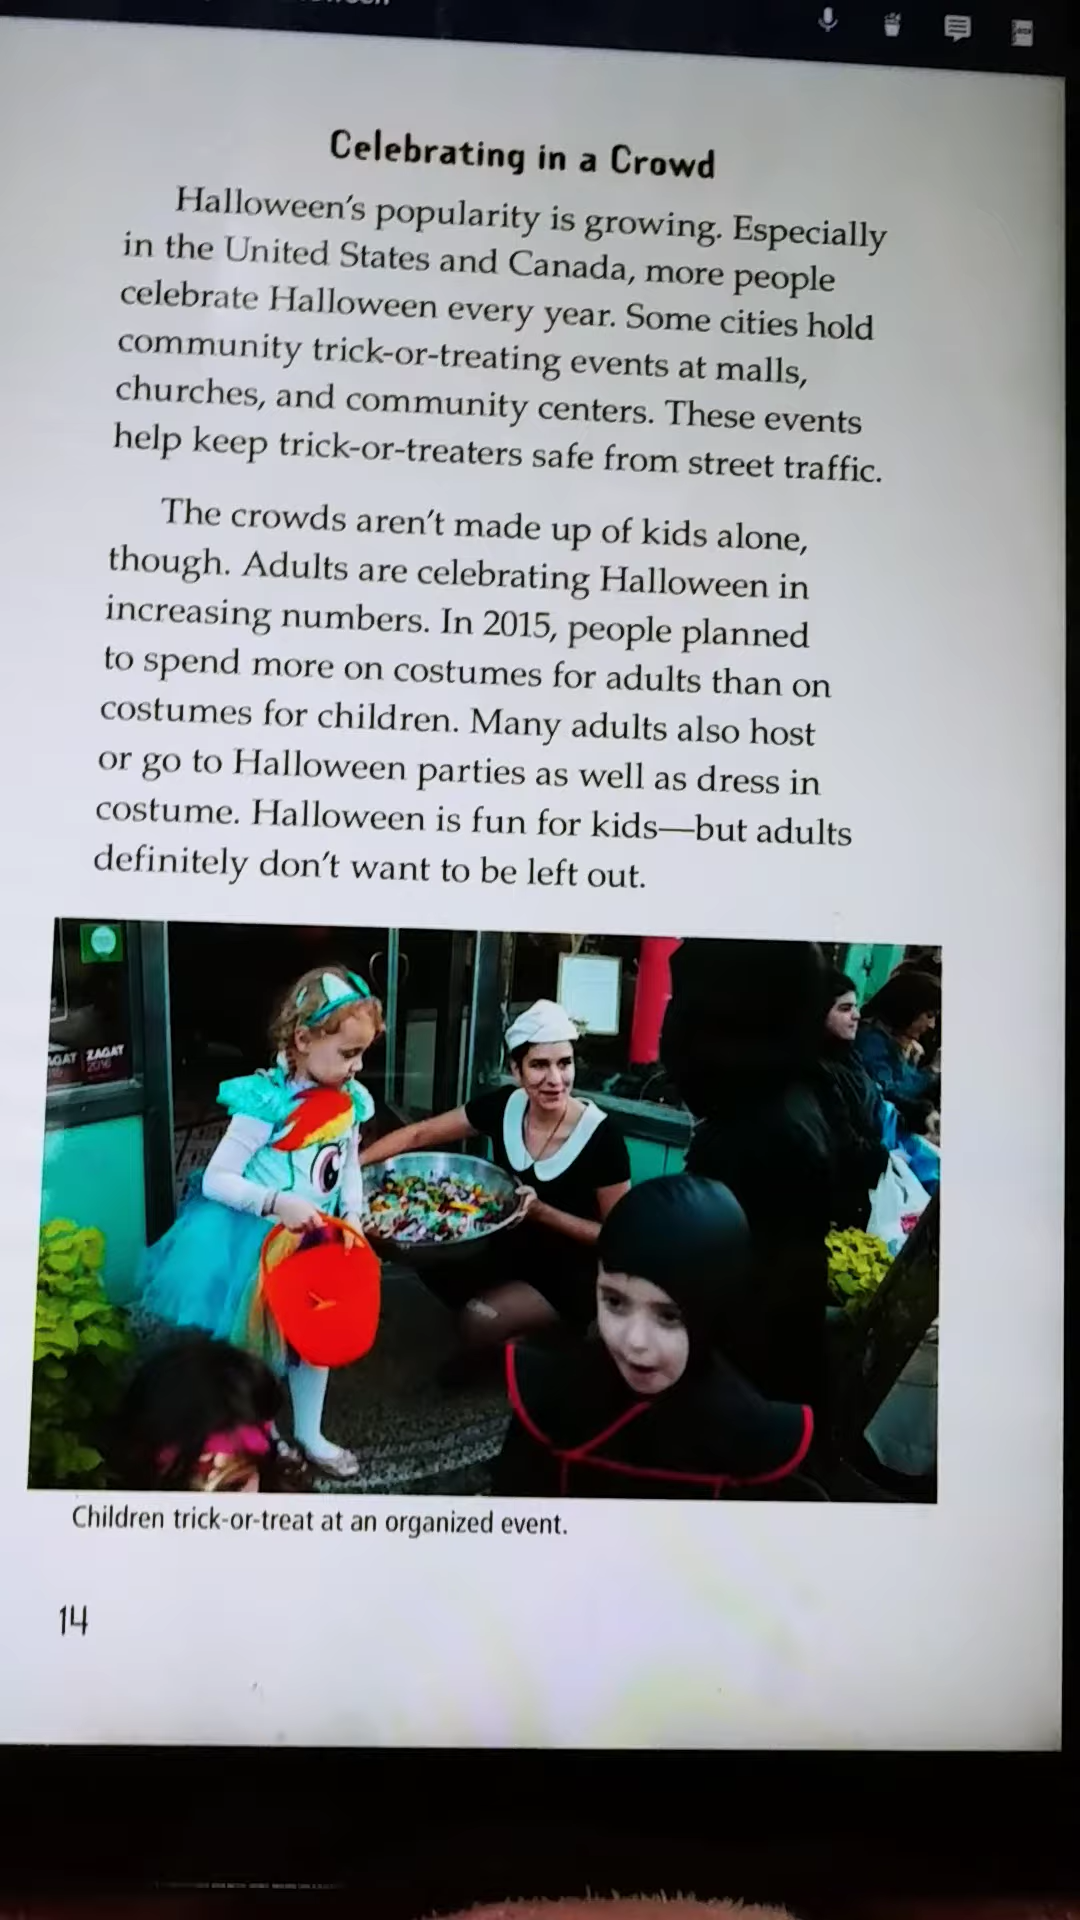 Celebrating in a Crowd
Halloween's popularity is growing. Especially
in the United States and Canada, more people
celebrate Halloween every year. Some cities hold
community trick-or-treating events at malls,
churches, and community centers. These events
help keep trick-or-treaters safe from street traffic.
The crowds aren't made up of kids alone,
though. Adults are celebrating Halloween in
increasing numbers. In 2015, people planned
to spend more on costumes for adults than on
costumes for children. Many adults also host
or go to Halloween parties as well as dress in
costume. Halloween is fun for kids—but adults
definitely don't want to be left out.
ZAGAT
2016
Children trick-or-treat at an organized event.
14